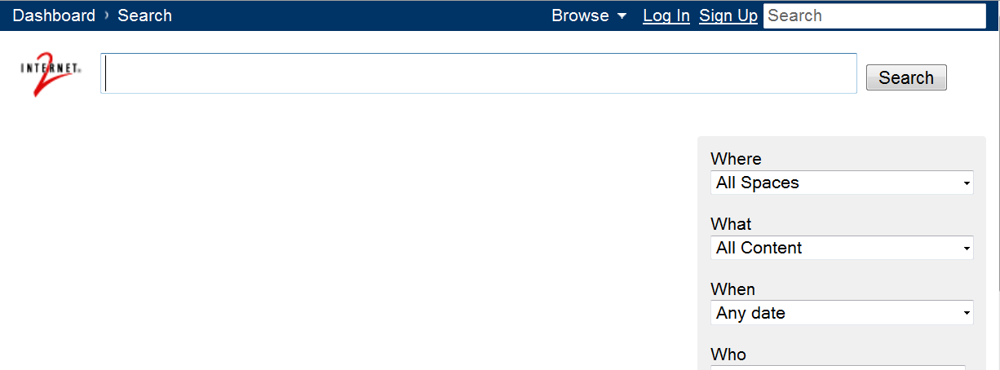 Dashboard › Search Browse Log In Sign Up Search
INTERNET® 2
Search
Where
All Spaces
What
All Content
When
Any date
Who